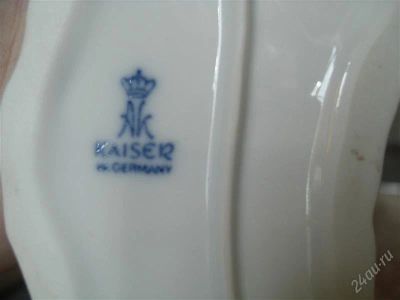 AK
KAISER
W. GERMANY
24au.ru